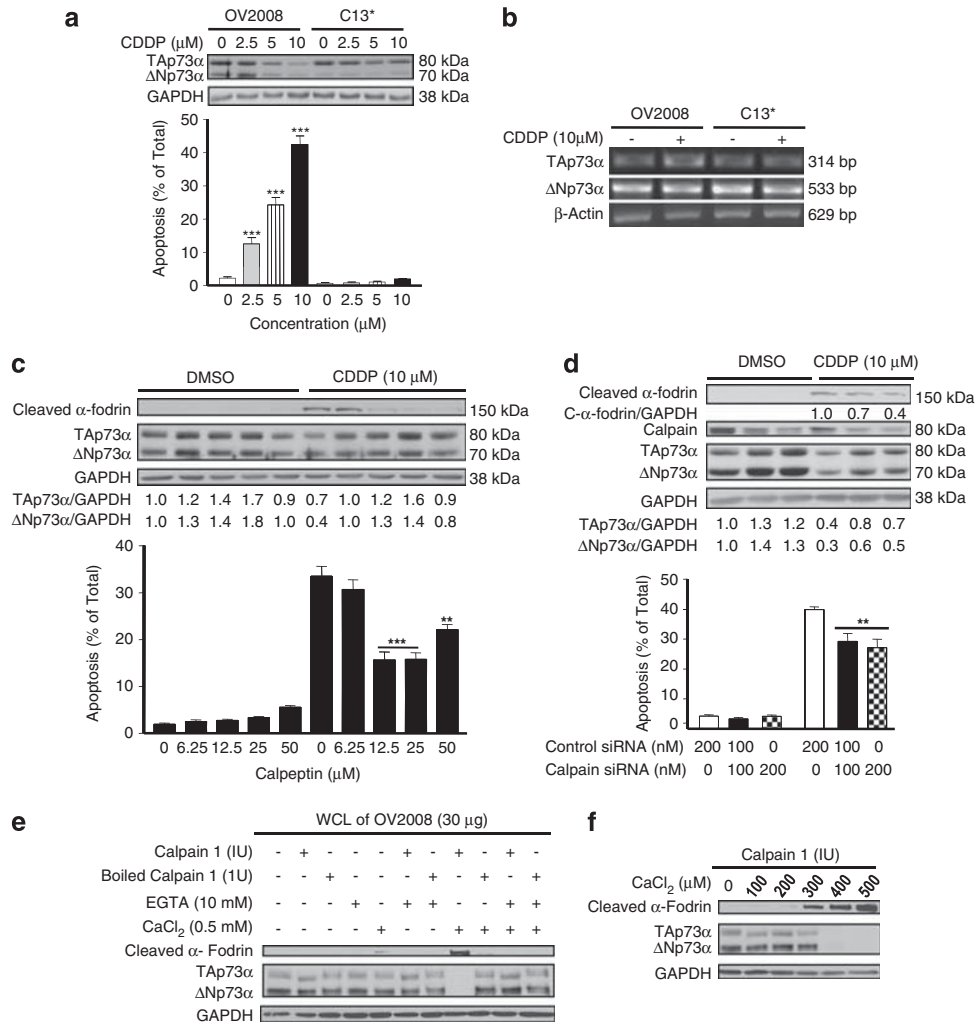 a
OV2008 C13*
CDDP (μM) 0 2.5 5 10 0 2.5 5 10
TAp73α 80 kDa
ΔNp73α 70 kDa
GAPDH 38 kDa
Apoptosis (% of Total)
50
40
30
20
10
0
*** *** ***
0 2.5 5 10 0 2.5 5 10
Concentration (μM)
b
OV2008 C13*
CDDP (10μM) - + - +
TAp73α 314 bp
ΔNp73α 533 bp
β-Actin 629 bp
c
DMSO CDDP (10 μM)
Cleaved α-fodrin 150 kDa
TAp73α 80 kDa
ΔNp73α 70 kDa
GAPDH 38 kDa
TAp73α/GAPDH 1.0 1.2 1.4 1.7 0.9 0.7 1.0 1.2 1.6 0.9
ΔNp73α/GAPDH 1.0 1.3 1.4 1.8 1.0 0.4 1.0 1.3 1.4 0.8
Apoptosis (% of Total)
40
30
20
10
0
*** **
0 6.25 12.5 25 50 0 6.25 12.5 25 50
Calpeptin (μM)
d
DMSO CDDP (10 μM)
Cleaved α-fodrin 150 kDa
C-α-fodrin/GAPDH 1.0 0.7 0.4
Calpain 80 kDa
TAp73α 80 kDa
ΔNp73α 70 kDa
GAPDH 38 kDa
TAp73α/GAPDH 1.0 1.3 1.2 0.4 0.8 0.7
ΔNp73α/GAPDH 1.0 1.4 1.3 0.3 0.6 0.5
Apoptosis (% of Total)
50
40
30
20
10
0
**
Control siRNA (nM) 200 100 0 200 100 0
Calpain siRNA (nM) 0 100 200 0 100 200
e
WCL of OV2008 (30 μg)
Calpain 1 (IU) - + - - - + - + - + -
Boiled Calpain 1 (1U) - - + - - - + - + - +
EGTA (10 mM) - - - + - + + - - + +
CaCl2 (0.5 mM) - - - - + - - + + + +
Cleaved α- Fodrin
TAp73α
ΔNp73α
GAPDH
f
Calpain 1 (IU)
CaCl2 (μM) 0 100 200 300 400 500
Cleaved α-Fodrin
TAp73α
ΔNp73α
GAPDH